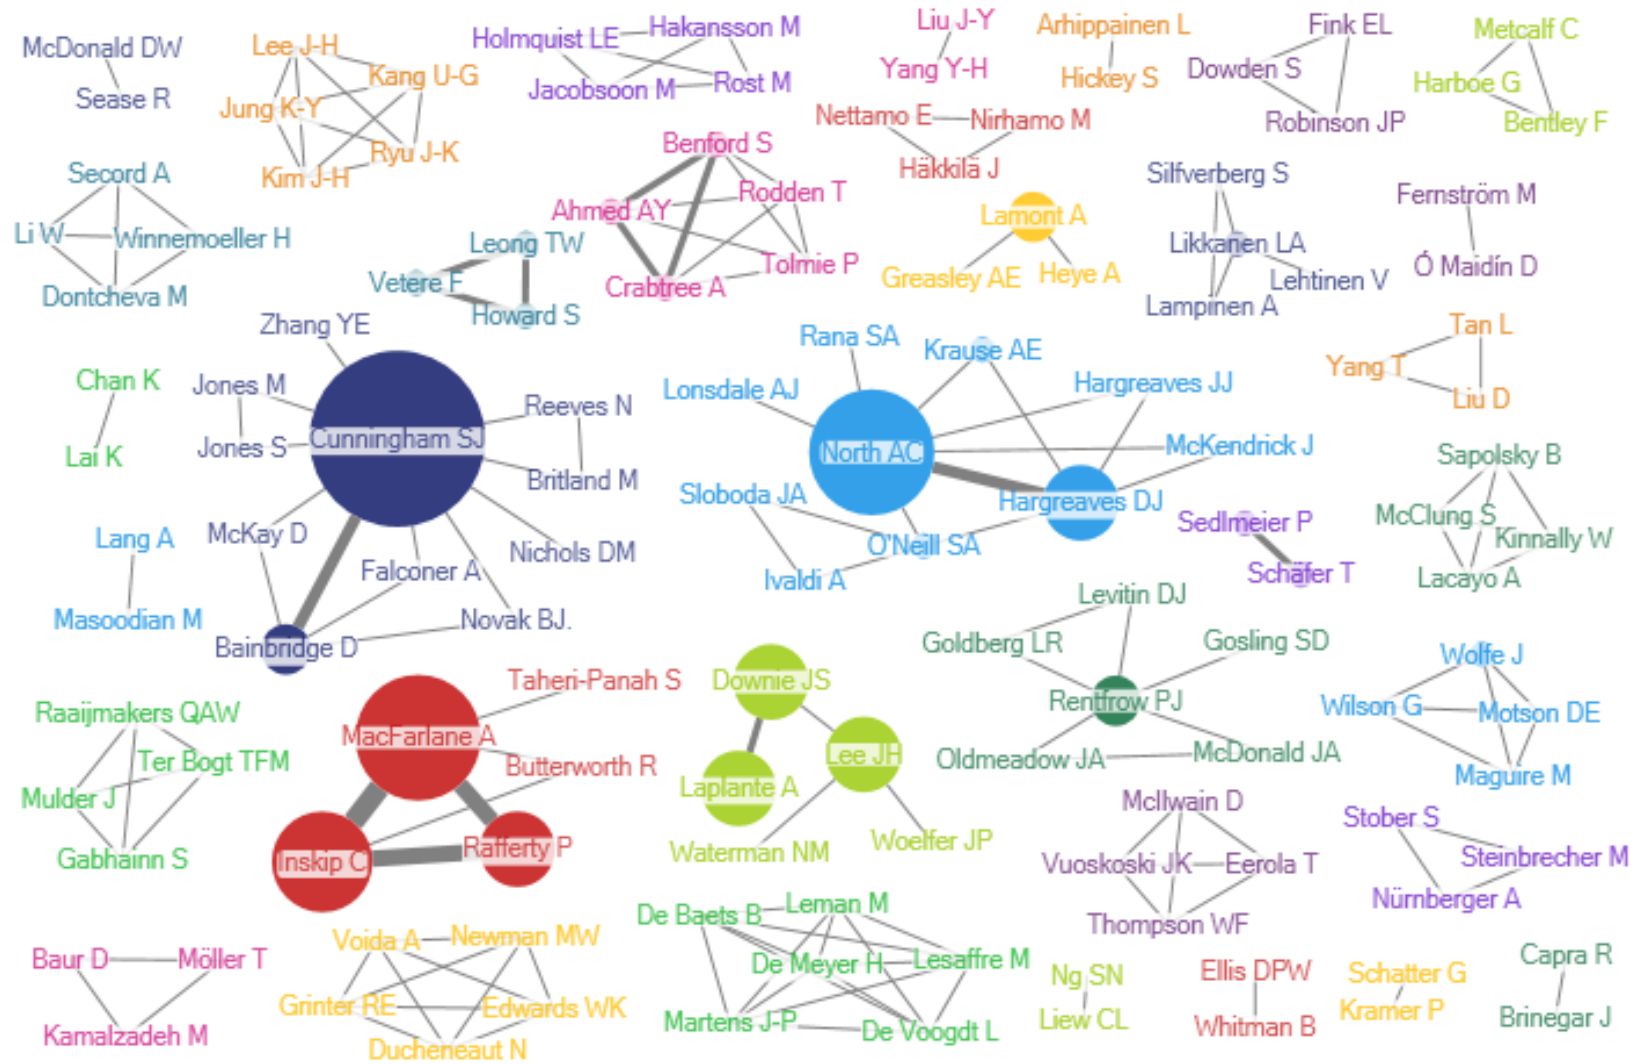 Liu J-Y
Arhippainen L
Fink EL
Metcalf C
Hakansson M
Holmquist LE
McDonald DW
Lee J-H
Kang U-G
Yang Y-H
Hickey S
Dowden S
Harboe G
Jacobsoon M
Rost M
Sease R
Jung K-Y
Nettamo E
Nirhamo M
Robinson JP
Bentley F
Benford S
Ryu J-K
Kim J-H
Häkkilä J
Secord A
Silfverberg S
Rodden T
Fernström M
Ahmed AY
Lamont A
Li W
Winnemoeller H
Leong TW
Likkanen LA
Tolmie P
Ó Maidín D
Vetere F
Crabtree A
Greasley AE
Heye A
Lehtinen V
Dontcheva M
Howard S
Lampinen A
Zhang YE
Rana SA
Krause AE
Tan L
Yang T
Chan K
Jones M
Lonsdale AJ
Hargreaves JJ
Liu D
Reeves N
Cunningham SJ
Jones S
Lai K
North AC
McKendrick J
Sapolsky B
Britland M
Sloboda JA
Hargreaves DJ
McClung S
Sedlmeier P
Lang A
McKay D
Nichols DM
O'Neill SA
Kinnally W
Falconer A
Ivaldi A
Schäfer T
Lacayo A
Levitin DJ
Masoodian M
Novak BJ.
Bainbridge D
Goldberg LR
Gosling SD
Wolfe J
Taheri-Panah S
Downie JS
Rentfrow PJ
Wilson G
Motson DE
Raaijmakers QAW
MacFarlane A
Ter Bogt TFM
Butterworth R
Lee JH
Oldmeadow JA
McDonald JA
Maguire M
Mulder J
Laplante A
McIlwain D
Stober S
Gabhainn S
Inskip C
Rafferty P
Waterman NM
Woelfer JP
Vuoskoski JK
Eerola T
Steinbrecher M
Nürnberger A
De Baets B
Leman M
Thompson WF
Voida A
Newman MW
Baur D
Möller T
De Meyer H
Lesaffre M
Ng SN
Ellis DPW
Schatter G
Capra R
Grinter RE
Edwards WK
Kamalzadeh M
Martens J-P
De Voogdt L
Liew CL
Whitman B
Kramer P
Brinegar J
Ducheneaut N